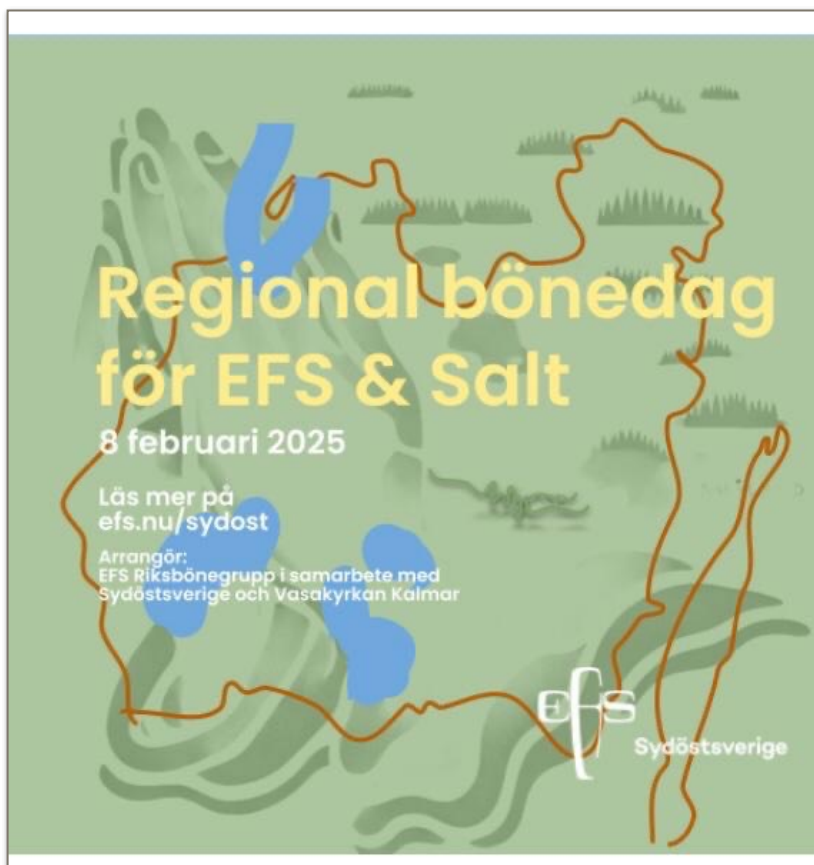 Regional bönedag
för EFS & Salt
8 februari 2025
Läs mer på
efs.nu/sydost
Arrangör:
EFS Riksbönegrupp i samarbete med
Sydöstsverige och Vasakyrkan Kalmar
EFS
Sydöstsverige